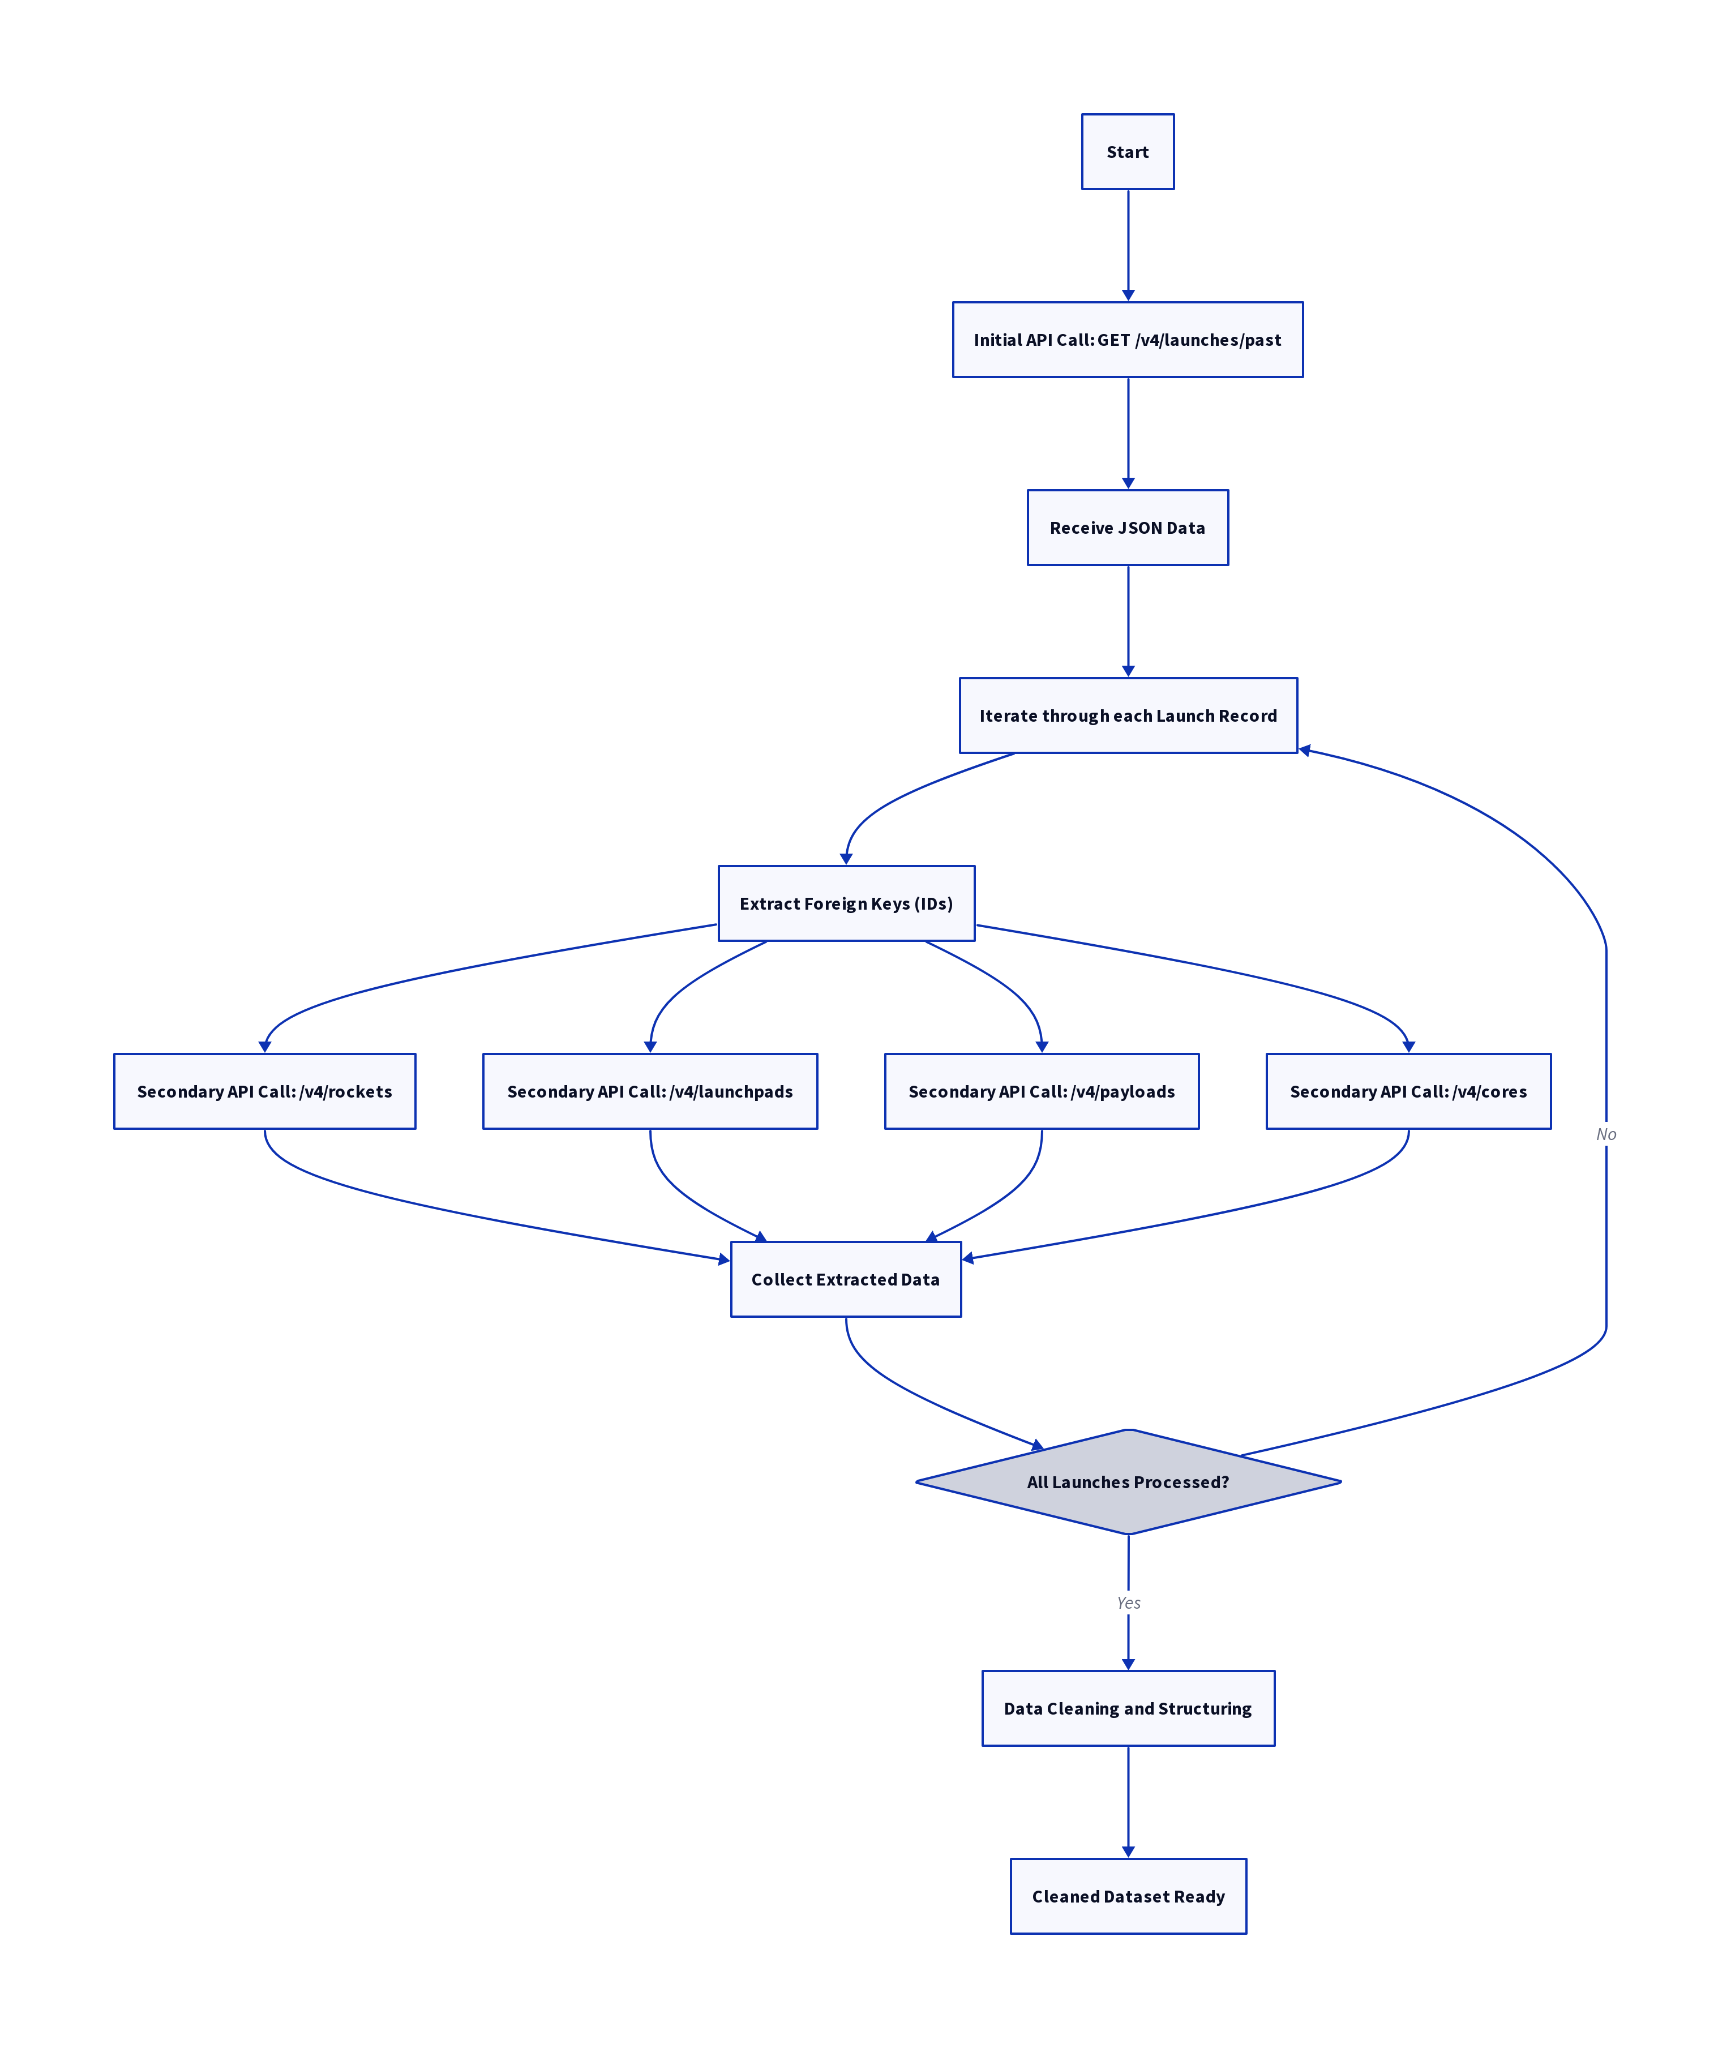 Start
Initial API Call: GET /v4/launches/past
Receive JSON Data
Iterate through each Launch Record
Extract Foreign Keys (IDs)
Secondary API Call: /v4/rockets
Secondary API Call: /v4/launchpads
Secondary API Call: /v4/payloads
Secondary API Call: /v4/cores
No
Collect Extracted Data
All Launches Processed?
Yes
Data Cleaning and Structuring
Cleaned Dataset Ready